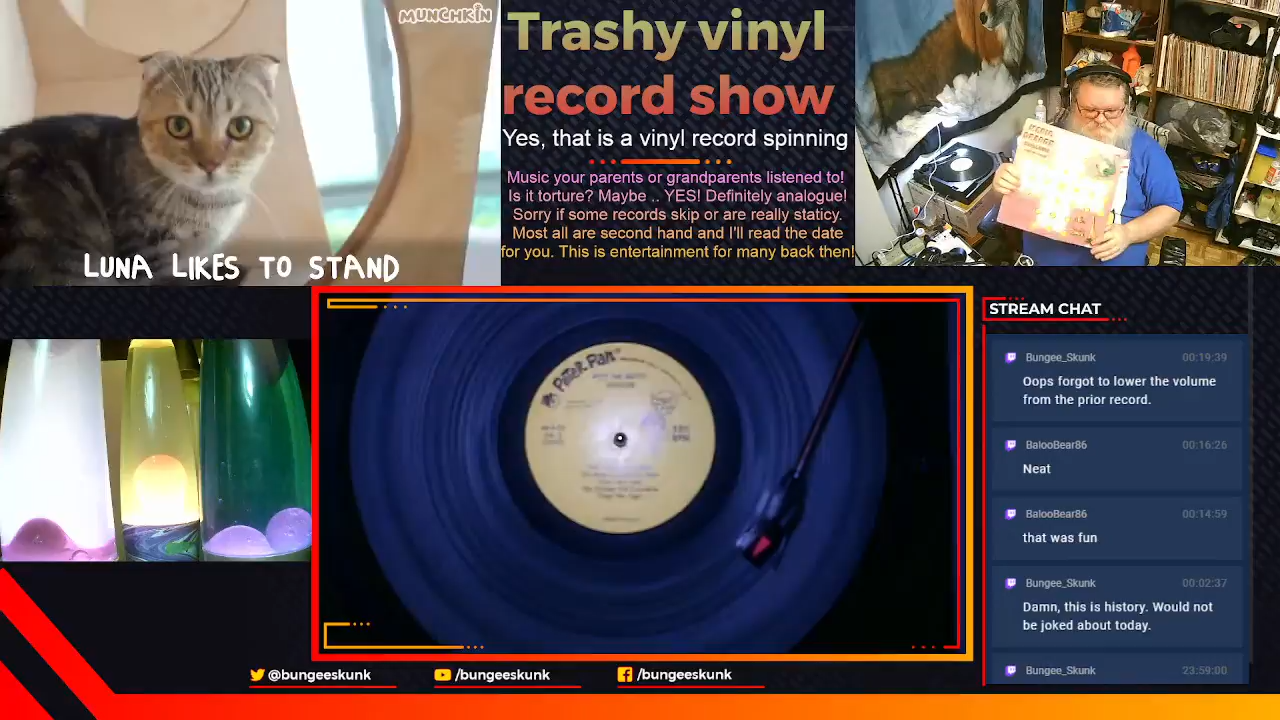 MUNCHKIN
LUNA LIKES TO STAND
Trashy vinyl
record show
Yes, that is a vinyl record spinning
Music your parents or grandparents listened to!
Is it torture? Maybe .. YES! Definitely analogue!
Sorry if some records skip or are really staticy.
Most all are second hand and I'll read the date
for you. This is entertainment for many back then!
Peter Pan
STREAM CHAT
Bungee_Skunk 00:19:39
Oops forgot to lower the volume
from the prior record.
BalooBear86 00:16:26
Neat
BalooBear86 00:14:59
that was fun
Bungee_Skunk 00:02:37
Damn, this is history. Would not
be joked about today.
Bungee_Skunk 23:59:00
@bungeeskunk
/bungeeskunk
/bungeeskunk